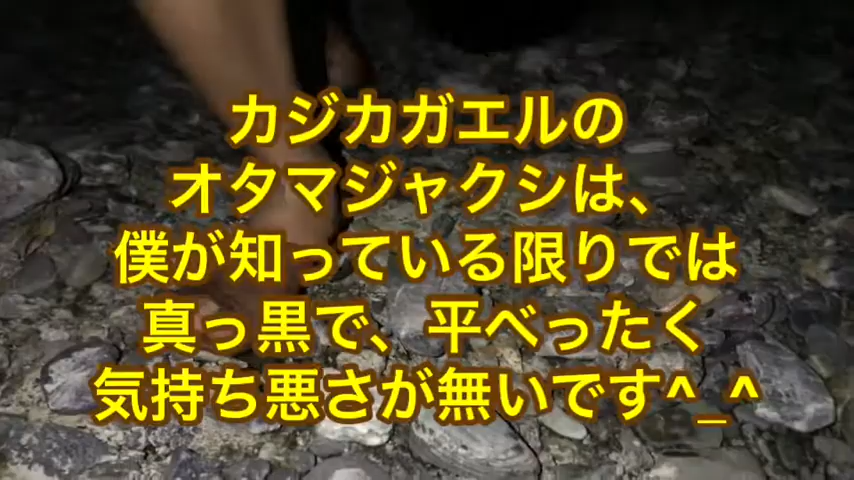 カジカガエルの
オタマジャクシは、
僕が知っている限りでは
真っ黒で、平べったく
気持ち悪さが無いです^_^